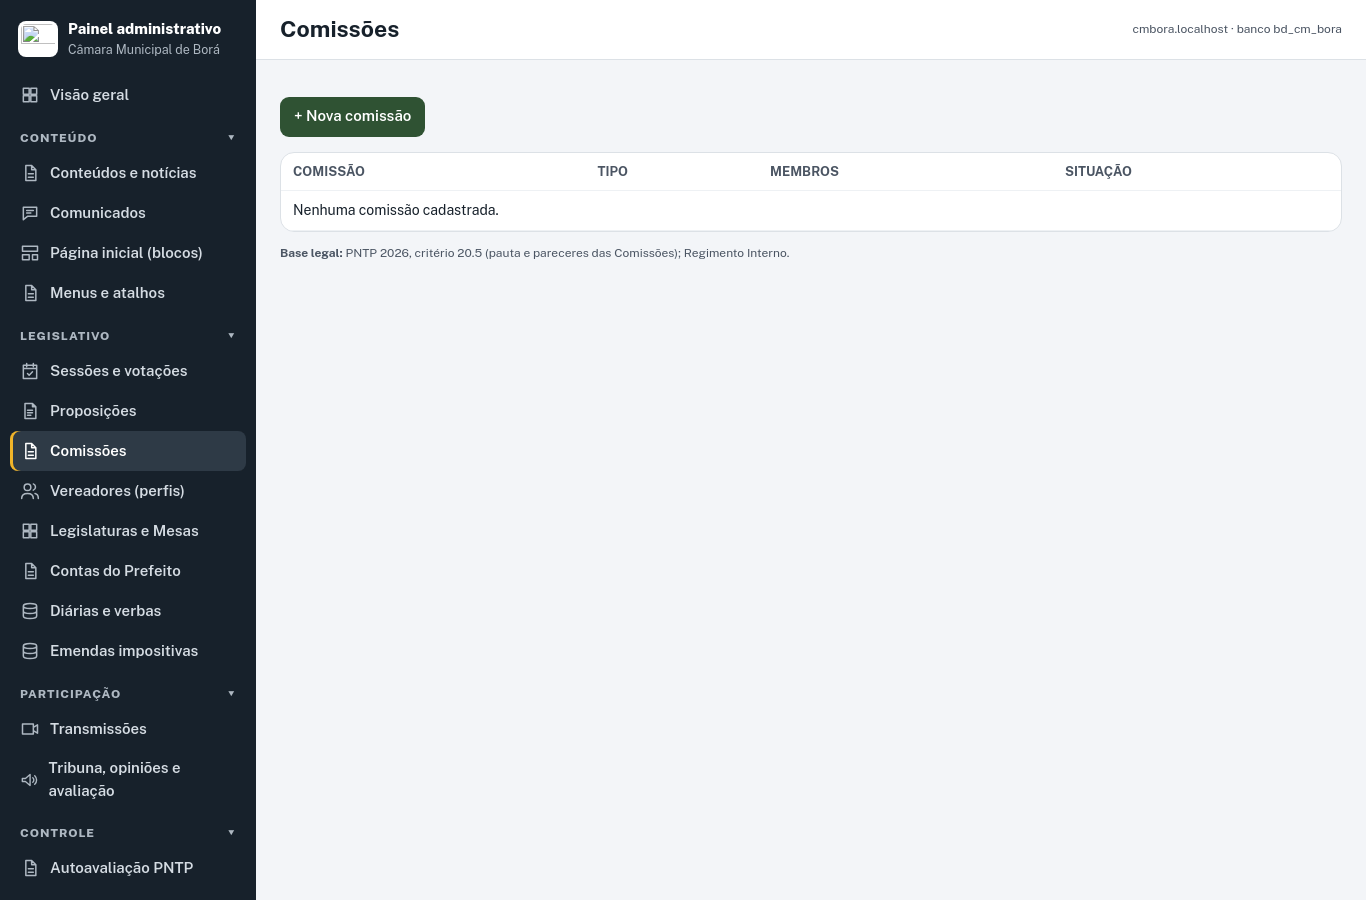 Painel administrativo
Câmara Municipal de Borá
Visão geral
CONTEÚDO ▼
Conteúdos e notícias
Comunicados
Página inicial (blocos)
Menus e atalhos
LEGISLATIVO ▼
Sessões e votações
Proposições
Comissões
Vereadores (perfis)
Legislaturas e Mesas
Contas do Prefeito
Diárias e verbas
Emendas impositivas
PARTICIPAÇÃO ▼
Transmissões
Tribuna, opiniões e
avaliação
CONTROLE ▼
Autoavaliação PNTP
Comissões
cmbora.localhost · banco bd_cm_bora
+ Nova comissão
COMISSÃO TIPO MEMBROS SITUAÇÃO
Nenhuma comissão cadastrada.
Base legal: PNTP 2026, critério 20.5 (pauta e pareceres das Comissões); Regimento Interno.